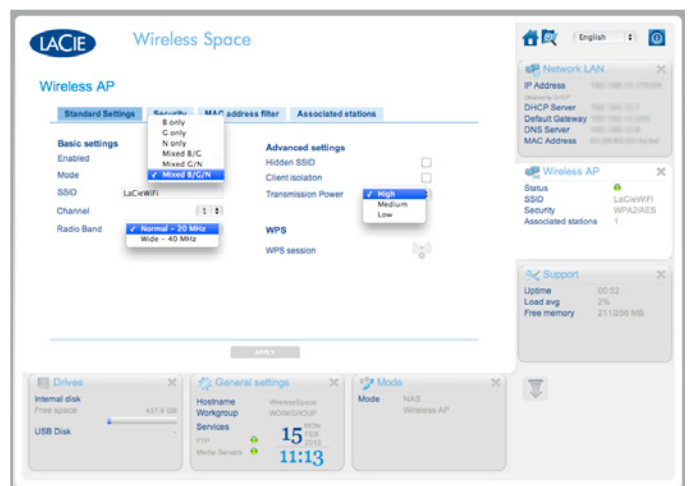 LACIE
Wireless Space
English
Wireless AP
Standard Settings
Security
MAC address filter
Associated stations
B only
G only
N only
Mixed B/G
Mixed G/N
Mixed B/G/N
Basic settings
Enabled
Mode
SSID
LaCieWiFi
Channel
1
Radio Band
Normal – 20 MHz
Wide – 40 MHz
Advanced settings
Hidden SSID
Client isolation
Transmission Power
High
Medium
Low
WPS
WPS session
APPLY
Network LAN
IP Address
Obtained by DHCP
DHCP Server
Default Gateway
DNS Server
MAC Address
Wireless AP
Status
SSID LaCieWiFi
Security WPA2/AES
Associated stations 1
Support
Uptime 00:52
Load avg 2%
Free memory 211/256 MB
Drives
Internal disk
Free space 437.9 GB
USB Disk -
General settings
Hostname WirelessSpace
Workgroup WORKGROUP
Services
FTP
Media Servers
15
MON.
FEB.
2010
11:13
Mode
Mode NAS
Wireless AP